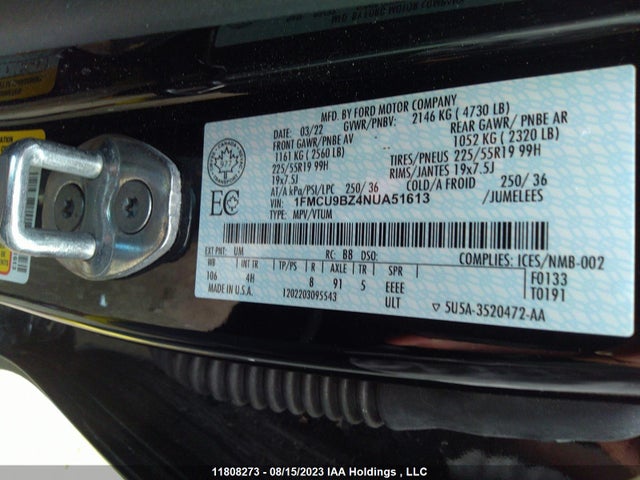 MFD. BY FORD MOTOR COMPANY
DATE: 03/22 GVWR/PNBV: 2146 KG ( 4730 LB)
FRONT GAWR/PNBE AV REAR GAWR/ PNBE AR
1161 KG ( 2560 LB) 1052 KG ( 2320 LB)
225/55R19 99H TIRES/PNEUS 225/55R19 99H
19x7.5J RIMS/JANTES 19x7.5J
AT/A kPa/PSI/LPC 250/ 36 COLD/A FROID 250/ 36
VIN: 1FMCU9BZ4NUA51613 /JUMELEES
TYPE: MPV/VTUM
EXT PNT: UM RC: BB DSO: COMPLIES: ICES/NMB-002
WB INT TR TP/PS R AXLE TR SPR F0133
106 4H 8 91 5 EEEE T0195
MADE IN U.S.A. 1202203095543 ULT ▽ 5U5A-3520472-AA
EC
11808273 - 08/15/2023 IAA Holdings , LLC